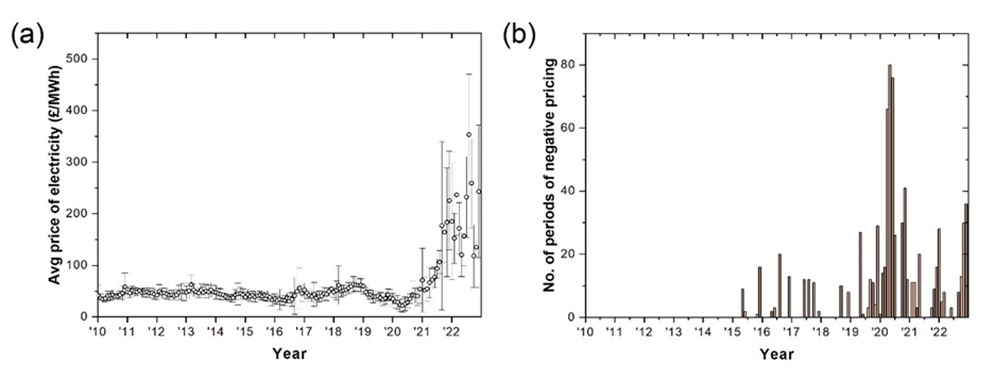 (a)
Avg price of electricity (£/MWh)
500
400
300
200
100
0
'10 '11 '12 '13 '14 '15 '16 '17 '18 '19 '20 '21 '22
Year
(b)
No. of periods of negative pricing
80
60
40
20
0
'10 '11 '12 '13 '14 '15 '16 '17 '18 '19 '20 '21 '22
Year